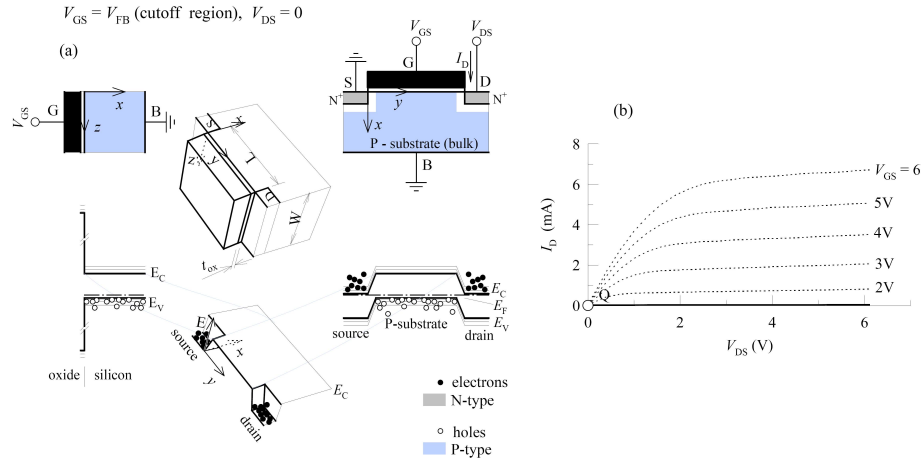 V_GS = V_FB (cutoff region), V_DS = 0
(a)
V_GS
V_DS
I_D
G
S
D
N⁺
N⁺
y
x
P - substrate (bulk)
B
V_GS
G
x
B
z
S
x
z
y
L
D
W
t_ox
E_C
E_V
oxide
silicon
E
source
x
y
drain
E_C
E_C
E_F
E_V
source
P-substrate
drain
electrons
N-type
holes
P-type
(b)
8
6
4
2
0
I_D (mA)
V_GS = 6
5V
4V
3V
2V
Q
0
2
4
6
V_DS (V)